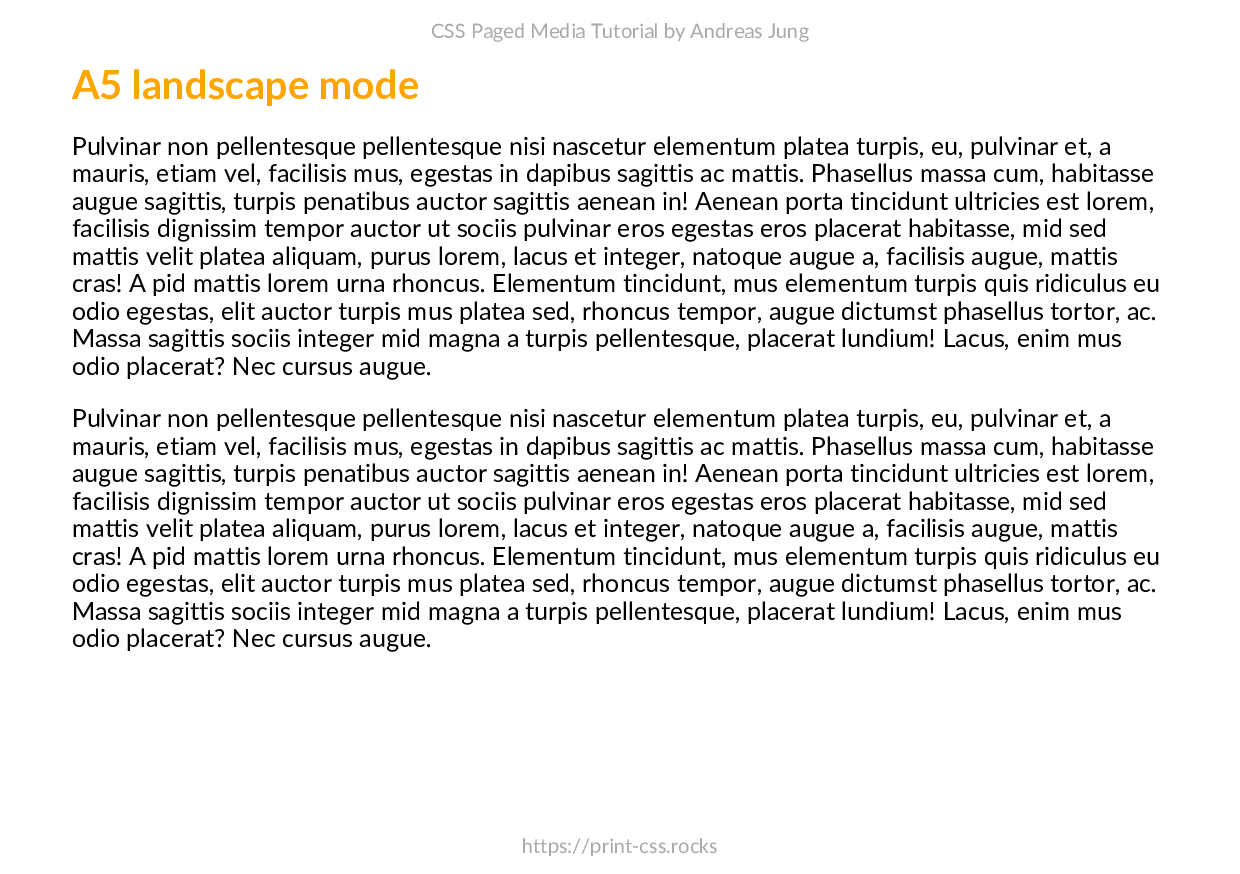 CSS Paged Media Tutorial by Andreas Jung
A5 landscape mode
Pulvinar non pellentesque pellentesque nisi nascetur elementum platea turpis, eu, pulvinar et, a
mauris, etiam vel, facilisis mus, egestas in dapibus sagittis ac mattis. Phasellus massa cum, habitasse
augue sagittis, turpis penatibus auctor sagittis aenean in! Aenean porta tincidunt ultricies est lorem,
facilisis dignissim tempor auctor ut sociis pulvinar eros egestas eros placerat habitasse, mid sed
mattis velit platea aliquam, purus lorem, lacus et integer, natoque augue a, facilisis augue, mattis
cras! A pid mattis lorem urna rhoncus. Elementum tincidunt, mus elementum turpis quis ridiculus eu
odio egestas, elit auctor turpis mus platea sed, rhoncus tempor, augue dictumst phasellus tortor, ac.
Massa sagittis sociis integer mid magna a turpis pellentesque, placerat lundium! Lacus, enim mus
odio placerat? Nec cursus augue.
Pulvinar non pellentesque pellentesque nisi nascetur elementum platea turpis, eu, pulvinar et, a
mauris, etiam vel, facilisis mus, egestas in dapibus sagittis ac mattis. Phasellus massa cum, habitasse
augue sagittis, turpis penatibus auctor sagittis aenean in! Aenean porta tincidunt ultricies est lorem,
facilisis dignissim tempor auctor ut sociis pulvinar eros egestas eros placerat habitasse, mid sed
mattis velit platea aliquam, purus lorem, lacus et integer, natoque augue a, facilisis augue, mattis
cras! A pid mattis lorem urna rhoncus. Elementum tincidunt, mus elementum turpis quis ridiculus eu
odio egestas, elit auctor turpis mus platea sed, rhoncus tempor, augue dictumst phasellus tortor, ac.
Massa sagittis sociis integer mid magna a turpis pellentesque, placerat lundium! Lacus, enim mus
odio placerat? Nec cursus augue.
https://print-css.rocks